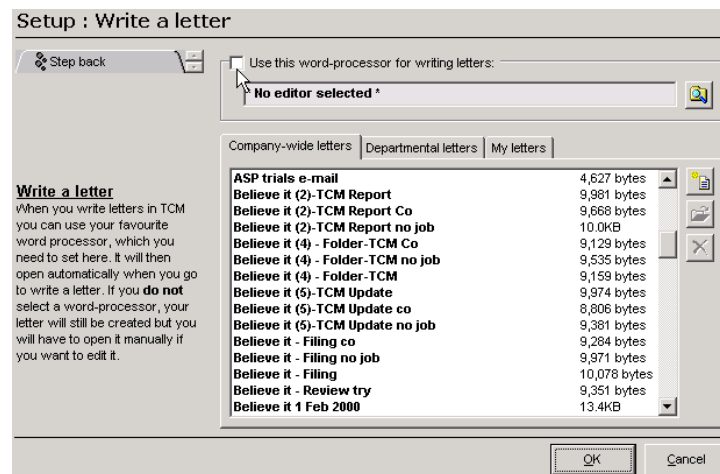 Setup : Write a letter
Step back
Use this word-processor for writing letters:
* No editor selected *
Write a letter
When you write letters in TCM
you can use your favourite
word processor, which you
need to set here. It will then
open automatically when you go
to write a letter. If you do not
select a word-processor, your
letter will still be created but you
will have to open it manually if
you want to edit it.
Company-wide letters
Departmental letters
My letters
ASP trials e-mail 4,627 bytes
Believe it (2)-TCM Report 9,981 bytes
Believe it (2)-TCM Report Co 9,668 bytes
Believe it (2)-TCM Report no job 10.0KB
Believe it (4) - Folder-TCM Co 9,129 bytes
Believe it (4) - Folder-TCM no job 9,535 bytes
Believe it (4) - Folder-TCM 9,159 bytes
Believe it (5)-TCM Update 9,974 bytes
Believe it (5)-TCM Update co 8,806 bytes
Believe it (5)-TCM Update no job 9,381 bytes
Believe it - Filing co 9,284 bytes
Believe it - Filing no job 9,971 bytes
Believe it - Filing 10,078 bytes
Believe it - Review try 9,351 bytes
Believe it 1 Feb 2000 13.4KB
OK
Cancel